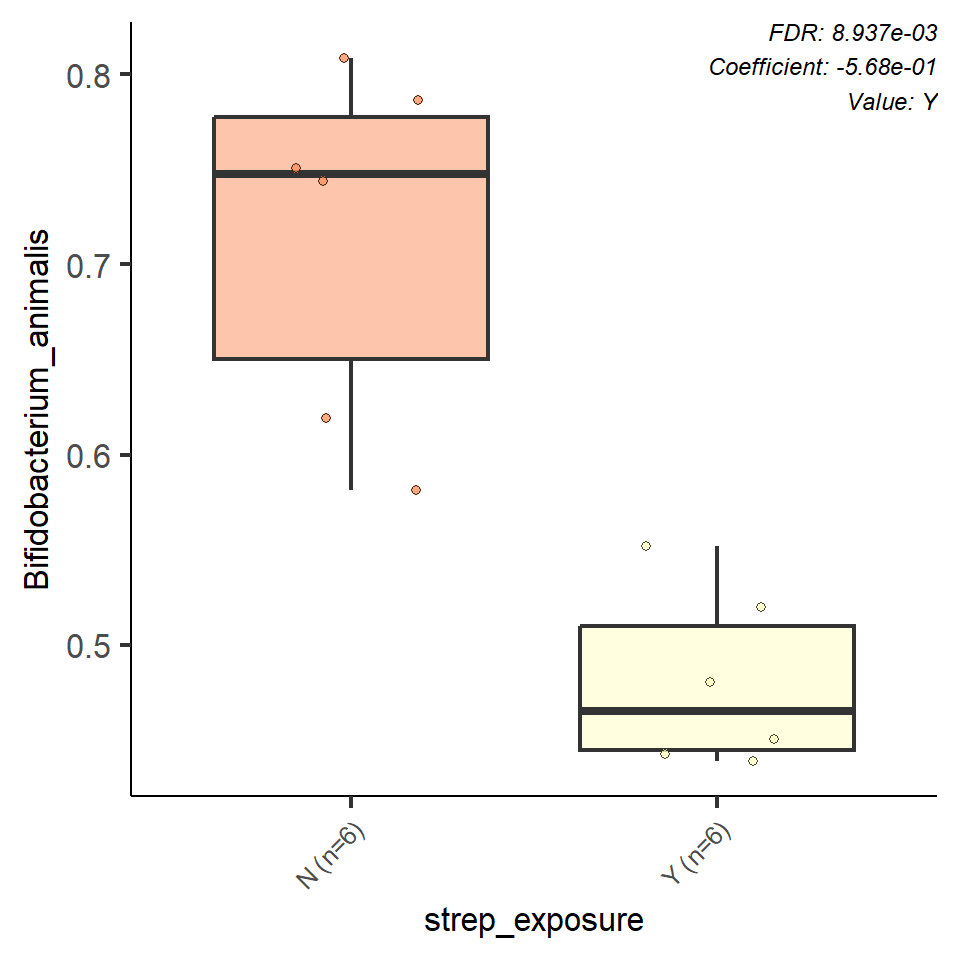 FDR: 8.937e-03
Coefficient: -5.68e-01
Value: Y
Bifidobacterium_animalis
0.8
0.7
0.6
0.5
N (n=6)
Y (n=6)
strep_exposure